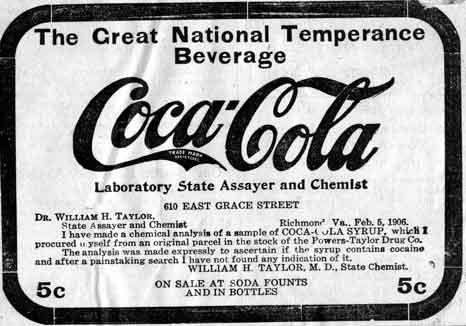 The Great National Temperance
Beverage
Coca-Cola
TRADE MARK
REGISTERED
Laboratory State Assayer and Chemist
610 EAST GRACE STREET
DR. WILLIAM H. TAYLOR,
State Assayer and Chemist Richmond Va., Feb. 5, 1906.
I have made a chemical analysis of a sample of COCA-COLA SYRUP, which I
procured myself from an original parcel in the stock of the Powers-Taylor Drug Co.
The analysis was made expressly to ascertain if the syrup contains cocaine
and after a painstaking search I have not found any indication of it.
WILLIAM H. TAYLOR, M. D., State Chemist.
5c ON SALE AT SODA FOUNTS 5c
AND IN BOTTLES